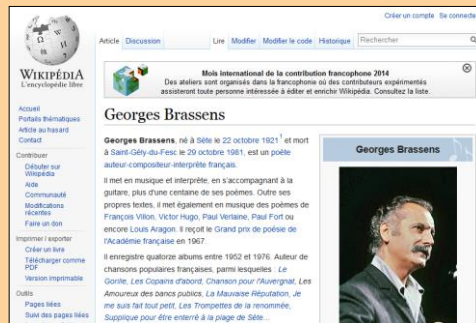 Créer un compte Se connecte
Article Discussion Lire Modifier Modifier le code Historique Rechercher
WIKIPÉDIA
L'encyclopédie libre
Mois international de la contribution francophone 2014
Des ateliers sont organisés dans la francophonie où des contributeurs expérimentés
assisteront toute personne intéressée à éditer et enrichir Wikipédia. Consultez la liste.
Accueil
Portails thématiques
Article au hasard
Contact
Contribuer
Débuter sur
Wikipédia
Aide
Communauté
Modifications
récentes
Faire un don
Imprimer / exporter
Créer un livre
Télécharger comme
PDF
Version imprimable
Outils
Pages liées
Suivi des pages liées
Georges Brassens
Georges Brassens, né à Sète le 22 octobre 1921 1 et mort
à Saint-Gély-du-Fesc le 29 octobre 1981, est un poète
auteur-compositeur-interprète français.
Il met en musique et interprète, en s'accompagnant à la
guitare, plus d'une centaine de ses poèmes. Outre ses
propres textes, il met également en musique des poèmes de
François Villon, Victor Hugo, Paul Verlaine, Paul Fort ou
encore Louis Aragon. Il reçoit le Grand prix de poésie de
l'Académie française en 1967.
Il enregistre quatorze albums entre 1952 et 1976. Auteur de
chansons populaires françaises, parmi lesquelles : Le
Gorille, Les Copains d'abord, Chanson pour l'Auvergnat, Les
Amoureux des bancs publics, La Mauvaise Réputation, Je
me suis fait tout petit, Les Trompettes de la renommée,
Supplique pour être enterré à la plage de Sète...
Georges Brassens